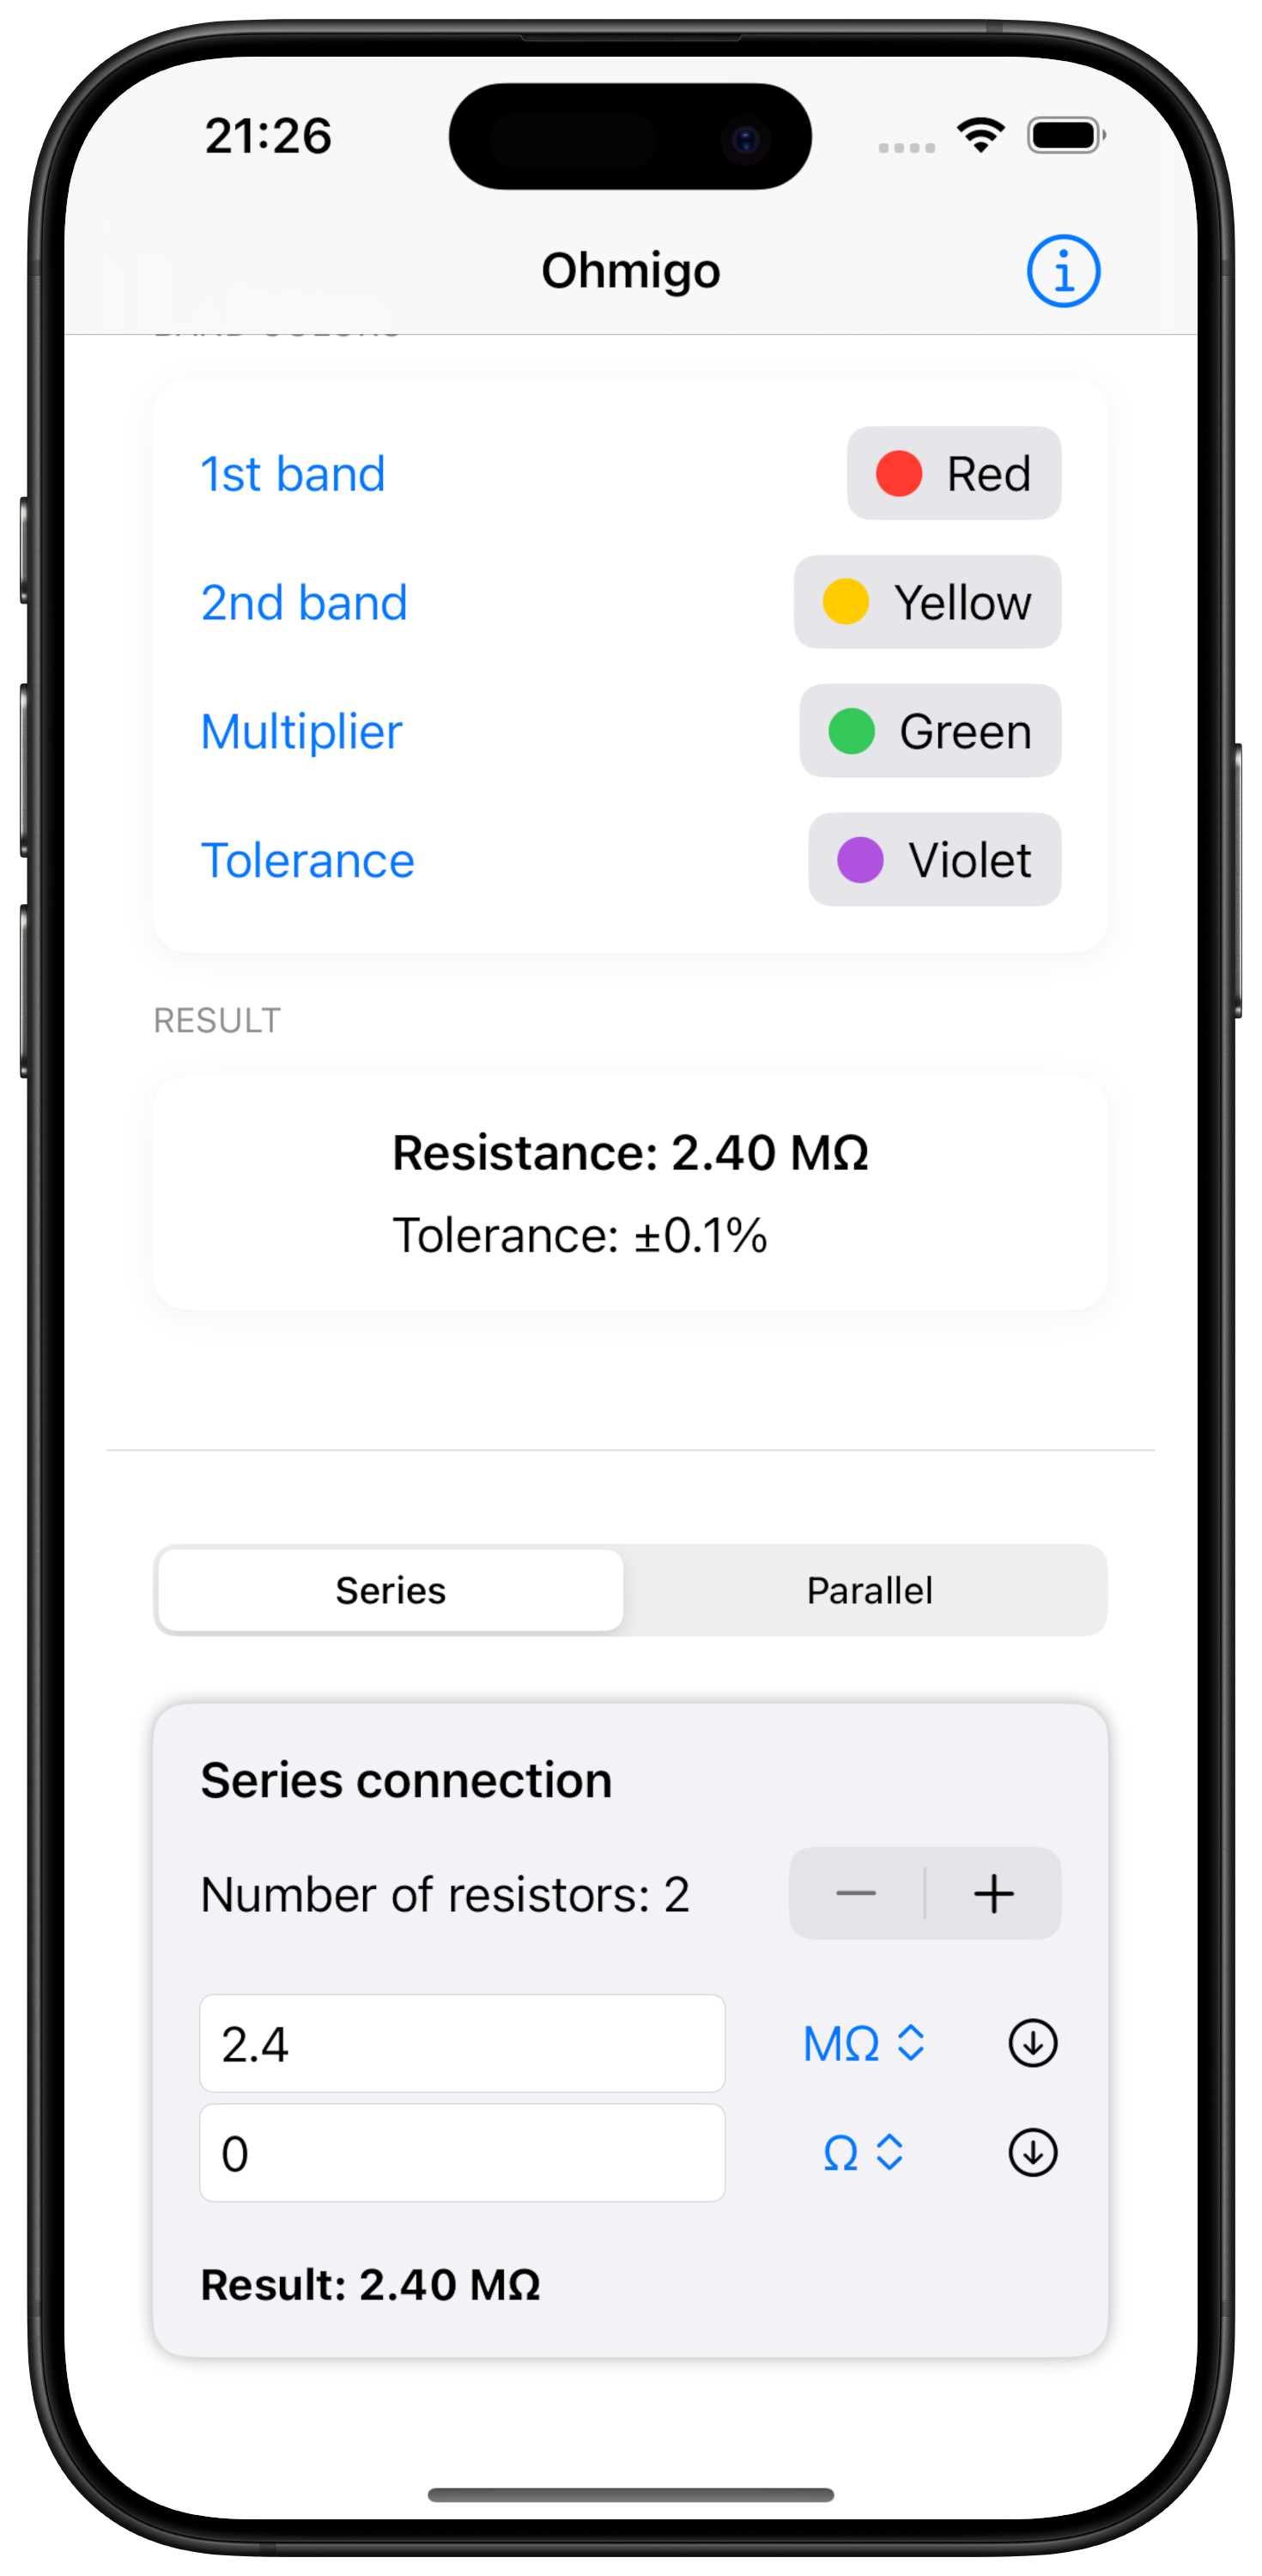 21:26
Ohmigo
1st band
Red
2nd band
Yellow
Multiplier
Green
Tolerance
Violet
RESULT
Resistance: 2.40 MΩ
Tolerance: ±0.1%
Series
Parallel
Series connection
Number of resistors: 2
2.4
MΩ
0
Ω
Result: 2.40 MΩ